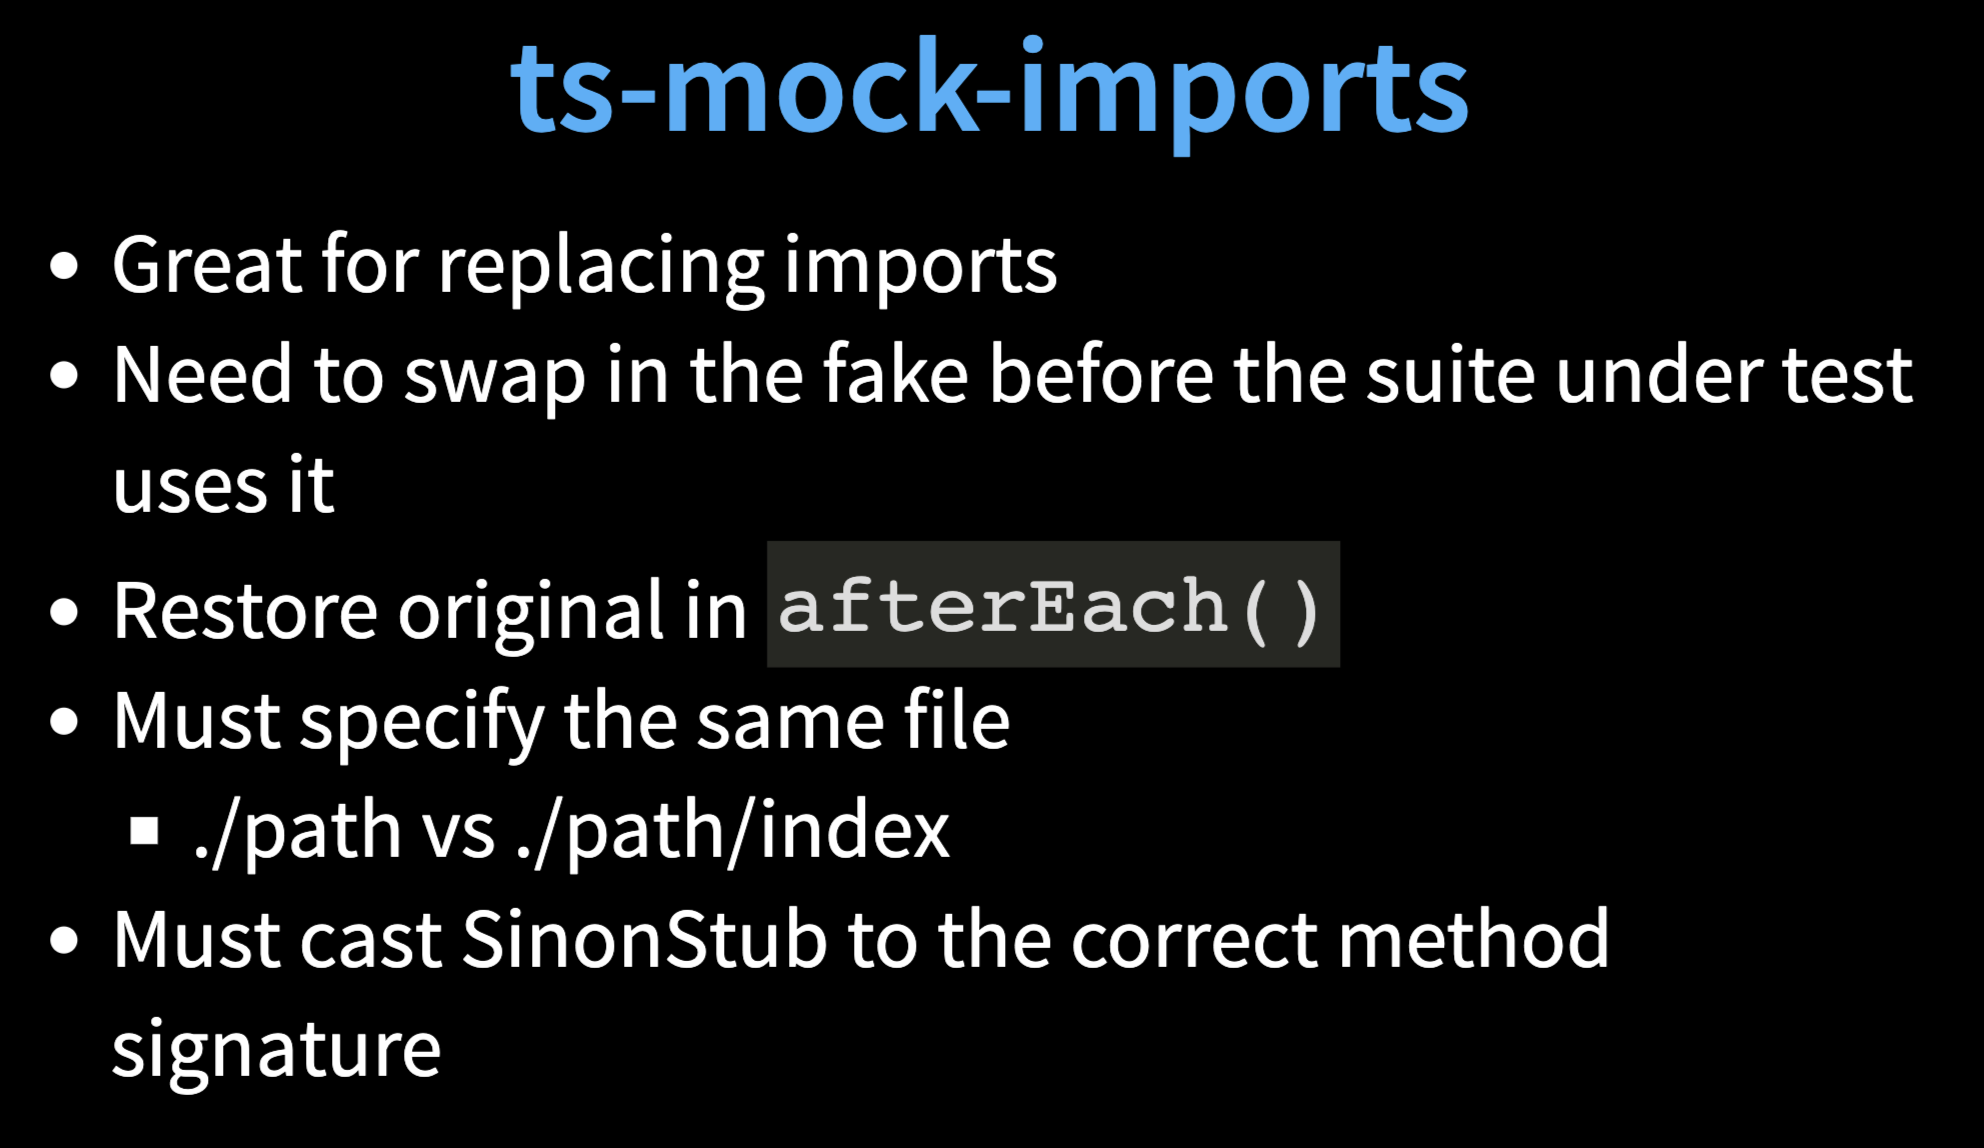 ts-mock-imports
Great for replacing imports
Need to swap in the fake before the suite under test
uses it
Restore original in afterEach()
Must specify the same file
./path vs ./path/index
Must cast SinonStub to the correct method
signature